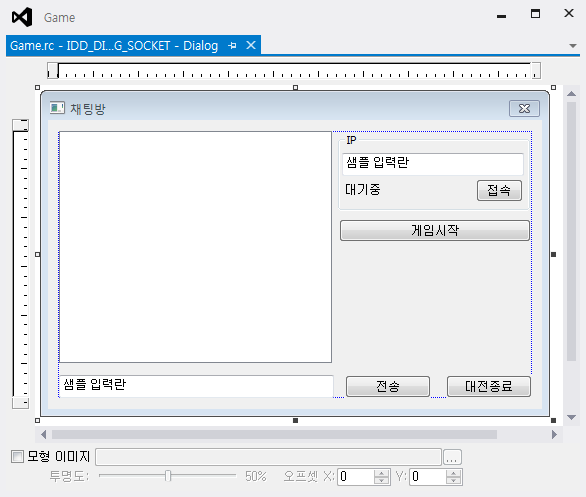 Game
Game.rc - IDD_DI...G_SOCKET - Dialog
채팅방
IP
샘플 입력란
대기중
접속
게임시작
샘플 입력란
전송
대전종료
모형 이미지
...
투명도:
50%
오프셋 X:
0
Y:
0